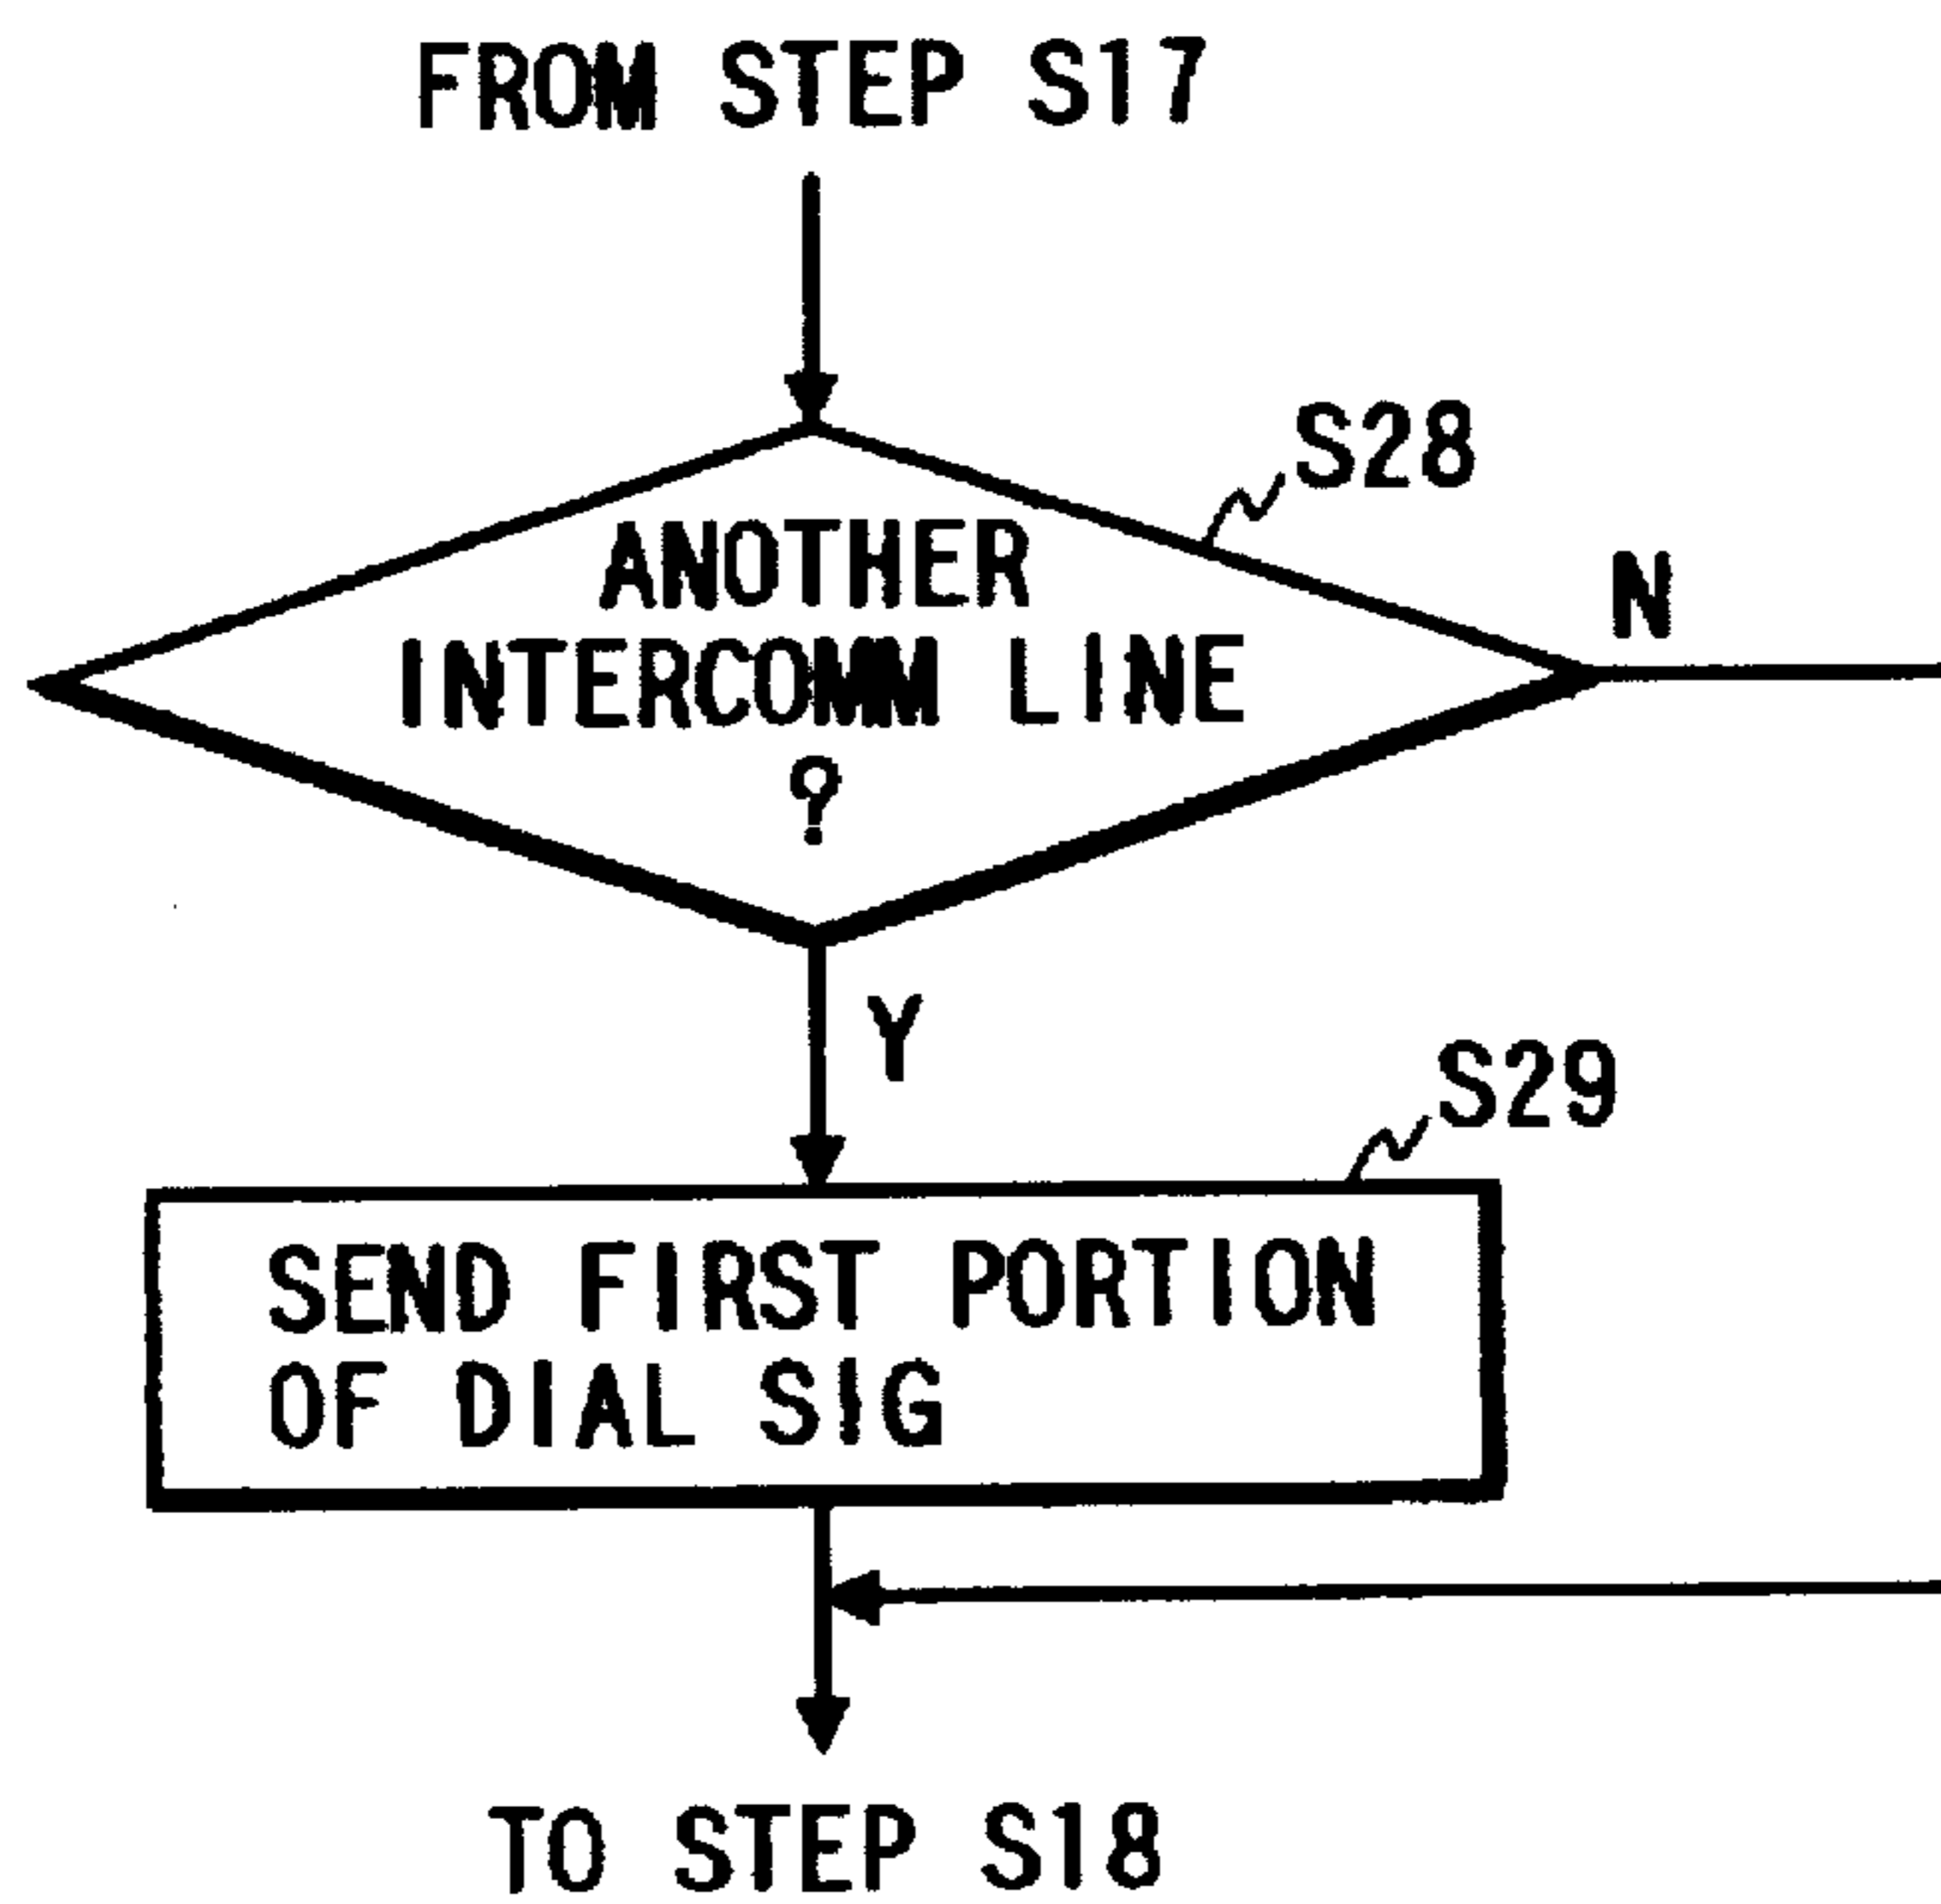 FROM STEP S17
S28
ANOTHER
INTERCOMM LINE
?
N
Y
S29
SEND FIRST PORTION
OF DIAL SIG
TO STEP S18